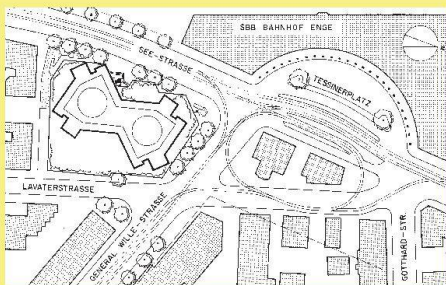 SBB BAHNHOF ENGE
SEE-STRASSE
TESSINERPLATZ
LAVATERSTRASSE
GENERAL WILLE-STRASSE
GOTTHARD-STR.